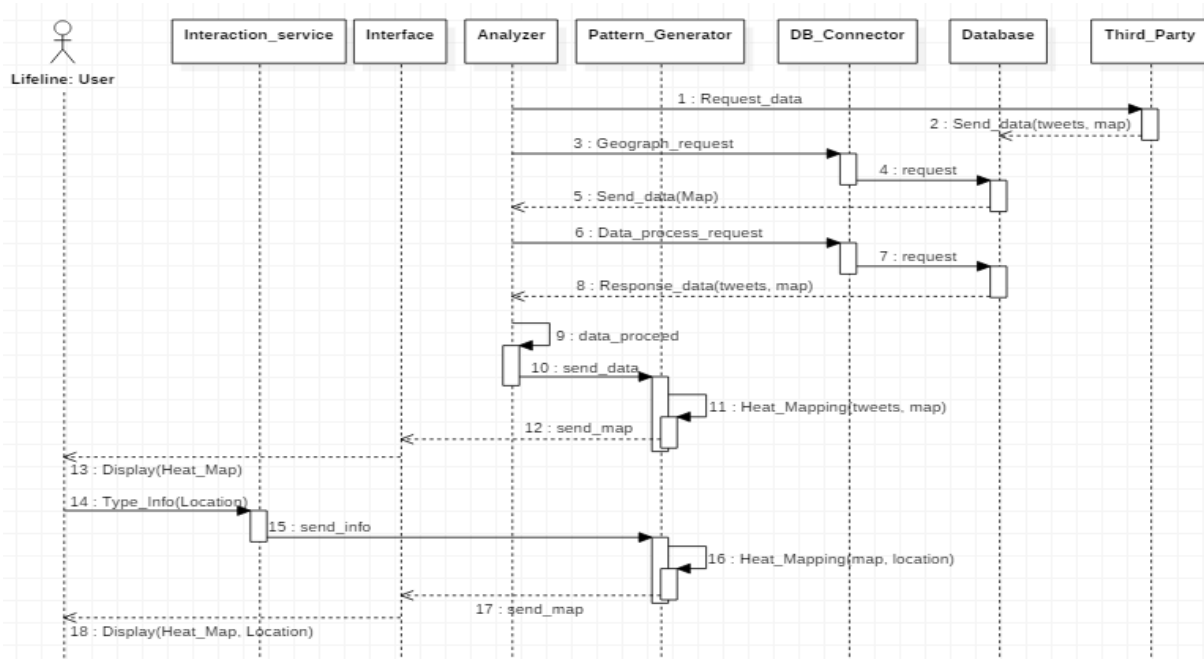 Interaction_service
Interface
Analyzer
Pattern_Generator
DB_Connector
Database
Third_Party
Lifeline: User
1 : Request_data
2 : Send_data(tweets, map)
3 : Geograph_request
4 : request
5 : Send_data(Map)
6 : Data_process_request
7 : request
8 : Response_data(tweets, map)
9 : data_proceed
10 : send_data
11 : Heat_Mapping(tweets, map)
12 : send_map
13 : Display(Heat_Map)
14 : Type_Info(Location)
15 : send_info
16 : Heat_Mapping(map, location)
17 : send_map
18 : Display(Heat_Map, Location)